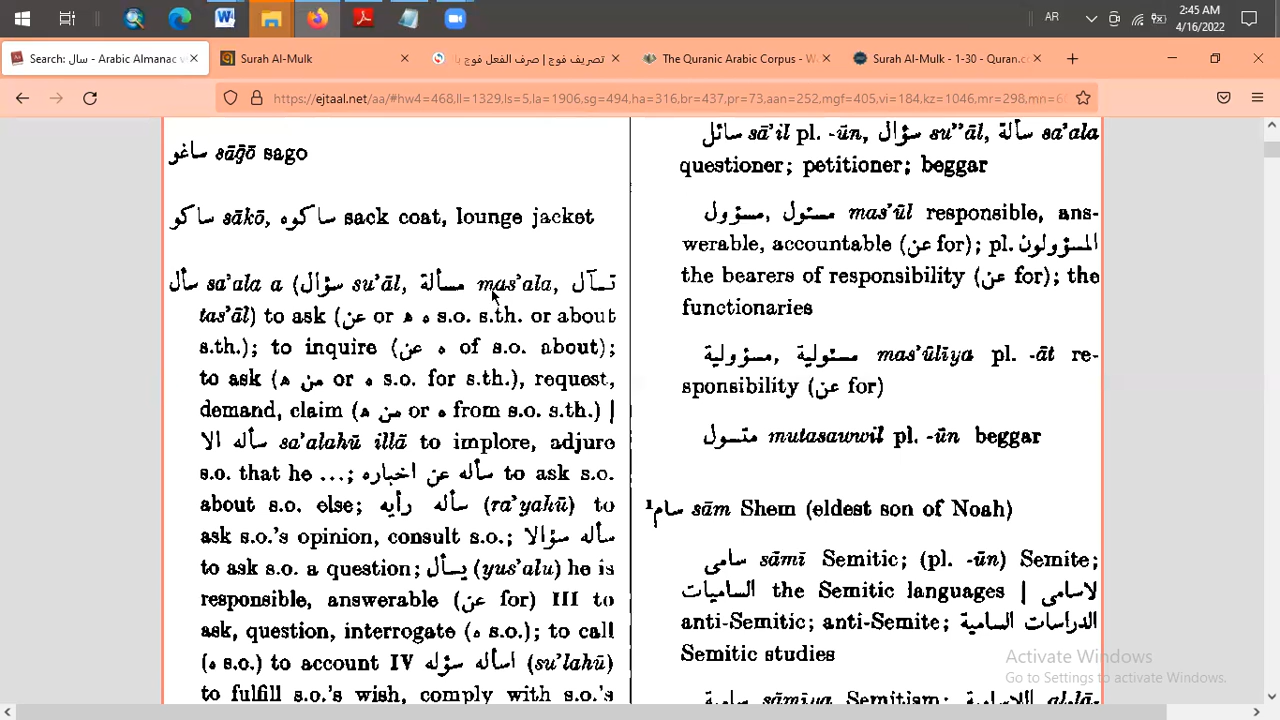 AR
2:45 AM
4/16/2022
Search: سال - Arabic Almanac
Surah Al-Mulk
تصريف فوج | صرف الفعل فوج
The Quranic Arabic Corpus - W
Surah Al-Mulk - 1-30 - Quran.c
https://ejtaal.net/aa/#hw4=468,ll=1329,ls=5,la=1906,sg=494,ha=316,br=437,pr=73,aan=252,mgf=405,vi=184,kz=1046,mr=298,mn=6
ساغو sāḡō sago
ساكو sākō, ساكوه sack coat, lounge jacket
سأل sa'ala a (سؤال su'āl, مسألة mas'ala, تسآل
tas'āl) to ask (عن or ه ه s.o. s.th. or about
s.th.); to inquire (ه عن of s.o. about);
to ask (ه من or ه s.o. for s.th.), request,
demand, claim (ه من or ه from s.o. s.th.) |
سأله الا sa'alahū illā to implore, adjure
s.o. that he ...; سأله عن اخباره to ask s.o.
about s.o. else; سأله رأيه (ra'yahū) to
ask s.o.'s opinion, consult s.o.; سأله سؤالا
to ask s.o. a question; يسأل (yus'alu) he is
responsible, answerable (عن for) III to
ask, question, interrogate (ه s.o.); to call
(ه s.o.) to account IV اسأله سؤله (su'lahū)
to fulfill s.o.'s wish, comply with s.o.'s
سائل sā'il pl. -ūn, سؤال su''āl, سألة sa'ala
questioner; petitioner; beggar
مسؤول, مسئول mas'ūl responsible, ans-
werable, accountable (عن for); pl. المسؤولون
the bearers of responsibility (عن for); the
functionaries
مسؤولية, مسئولية mas'ūlīya pl. -āt re-
sponsibility (عن for)
متسول mutasawwil pl. -ūn beggar
¹سام sām Shem (eldest son of Noah)
سامى sāmī Semitic; (pl. -ūn) Semite;
الساميات the Semitic languages | لاسامى
anti-Semitic; anti-Semite; الدراسات السامية
Semitic studies
سامية sāmīya Semitism; اللاسامية al-lā-
Activate Windows
Go to Settings to activate Windows.